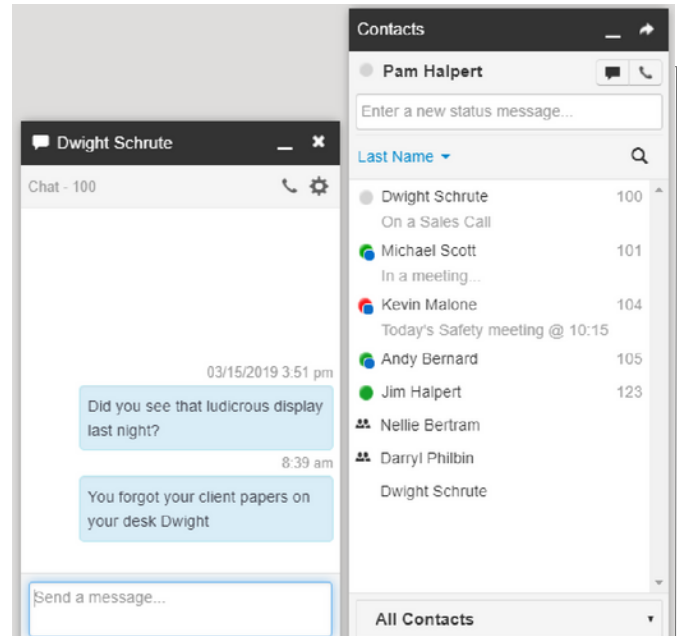 Dwight Schrute
Chat - 100
03/15/2019 3:51 pm
Did you see that ludicrous display
last night?
8:39 am
You forgot your client papers on
your desk Dwight
Send a message...
Contacts
Pam Halpert
Enter a new status message...
Last Name
Dwight Schrute 100
On a Sales Call
Michael Scott 101
In a meeting...
Kevin Malone 104
Today's Safety meeting @ 10:15
Andy Bernard 105
Jim Halpert 123
Nellie Bertram
Darryl Philbin
Dwight Schrute
All Contacts